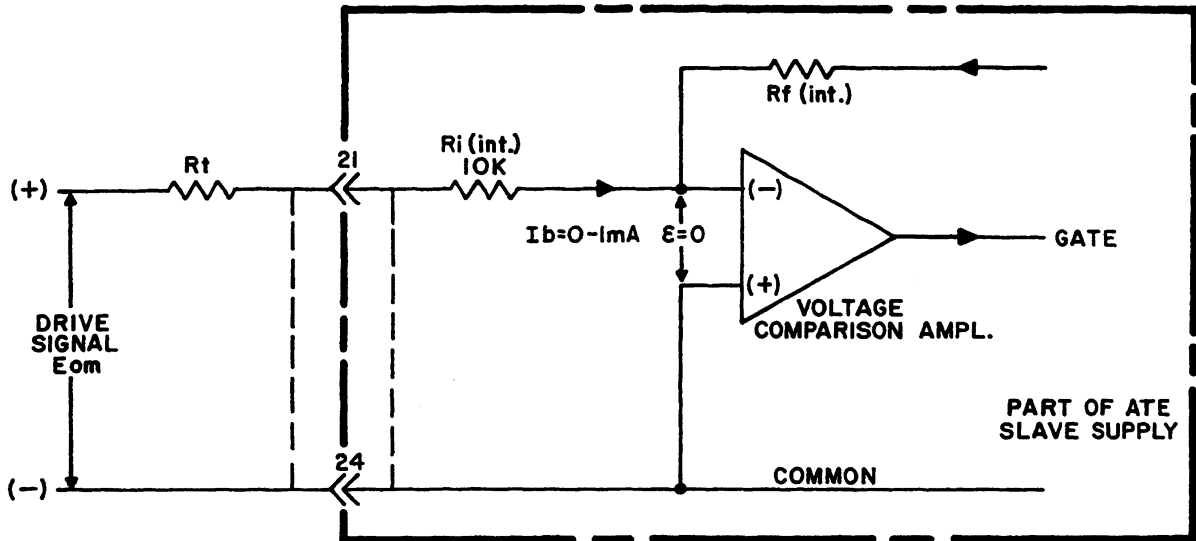 Rf (int.)
Rt
21
Ri (int.)
10K
(+)
(-)
Ib=0-1mA
ε=0
GATE
(+)
VOLTAGE
COMPARISON AMPL.
DRIVE
SIGNAL
Eom
PART OF ATE
SLAVE SUPPLY
24
COMMON
(-)